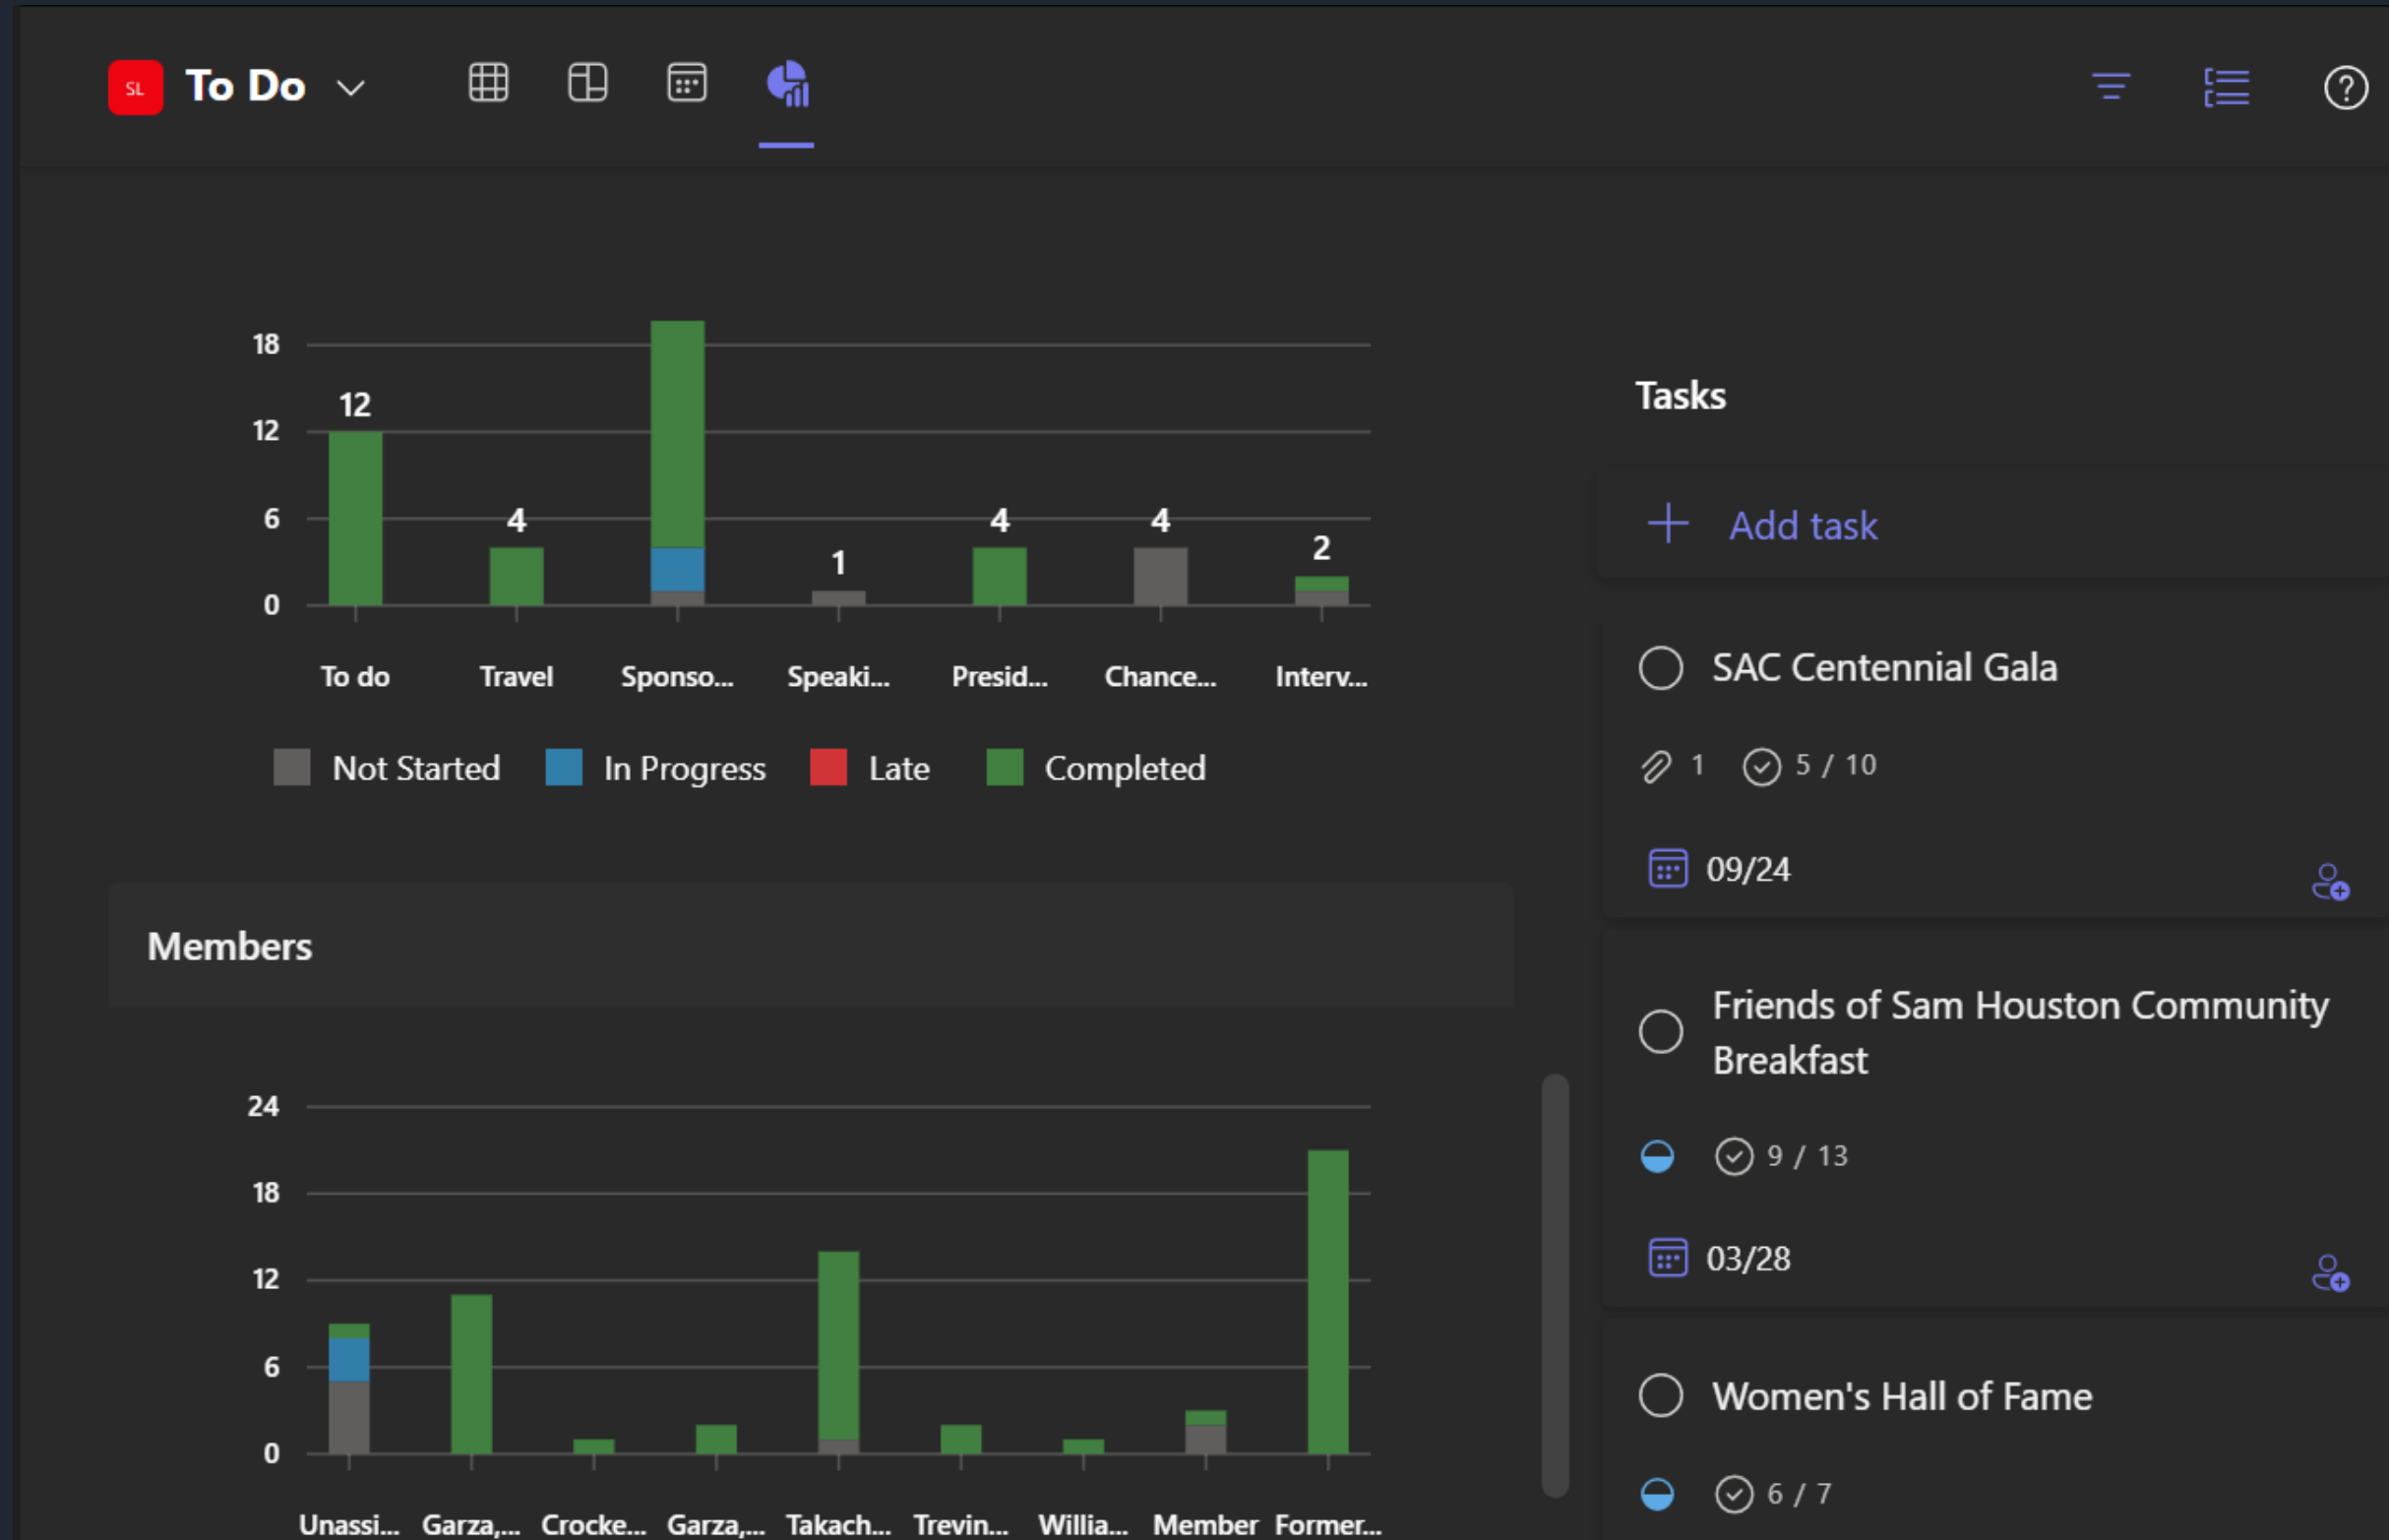 SL To Do
18
12
12
6
4
1
4
4
2
0
To do Travel Sponso... Speaki... Presid... Chance... Interv...
Not Started In Progress Late Completed
Members
24
18
12
6
0
Unassi... Garza,... Crocke... Garza,... Takach... Trevin... Willia... Member Former...
Tasks
Add task
SAC Centennial Gala
1 5 / 10
09/24
Friends of Sam Houston Community
Breakfast
9 / 13
03/28
Women's Hall of Fame
6 / 7